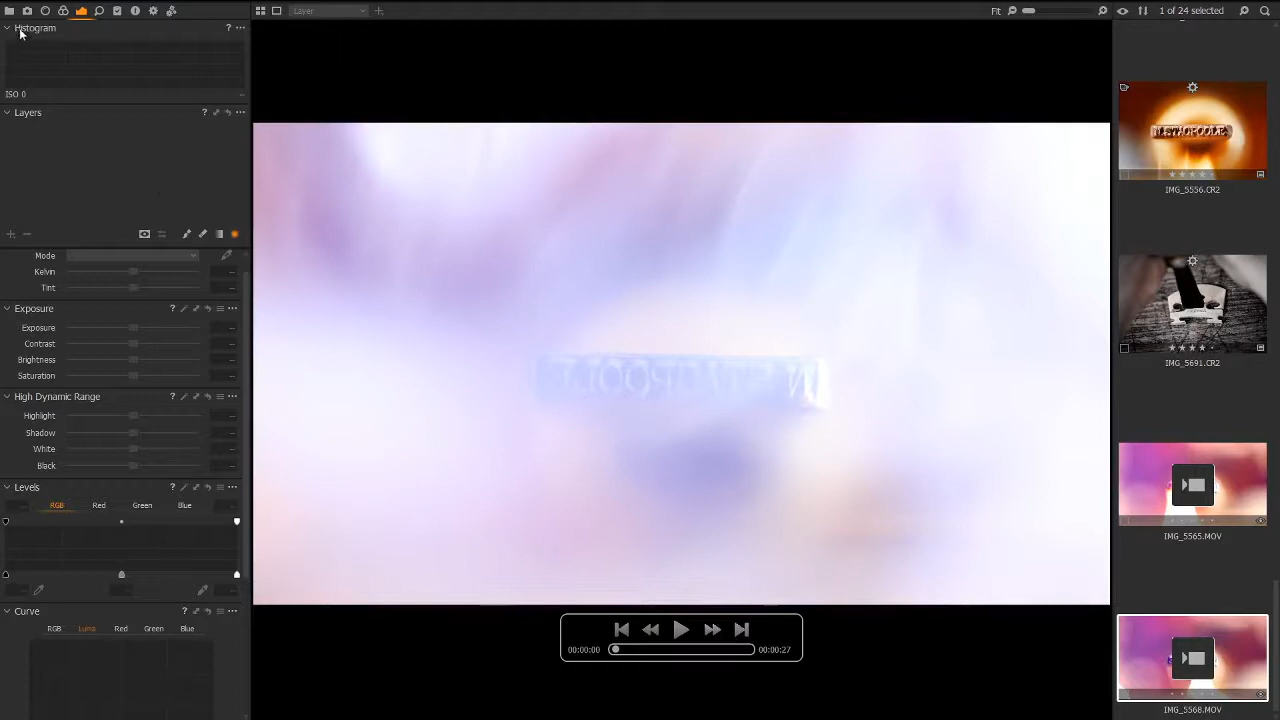 Layer
Fit
1 of 24 selected
Histogram
ISO 0
Layers
Mode
Kelvin
Tint
Exposure
Exposure
Contrast
Brightness
Saturation
High Dynamic Range
Highlight
Shadow
White
Black
Levels
RGB Red Green Blue
Curve
RGB Luma Red Green Blue
00:00:00
00:00:27
IMG_5556.CR2
IMG_5691.CR2
IMG_5565.MOV
IMG_5568.MOV